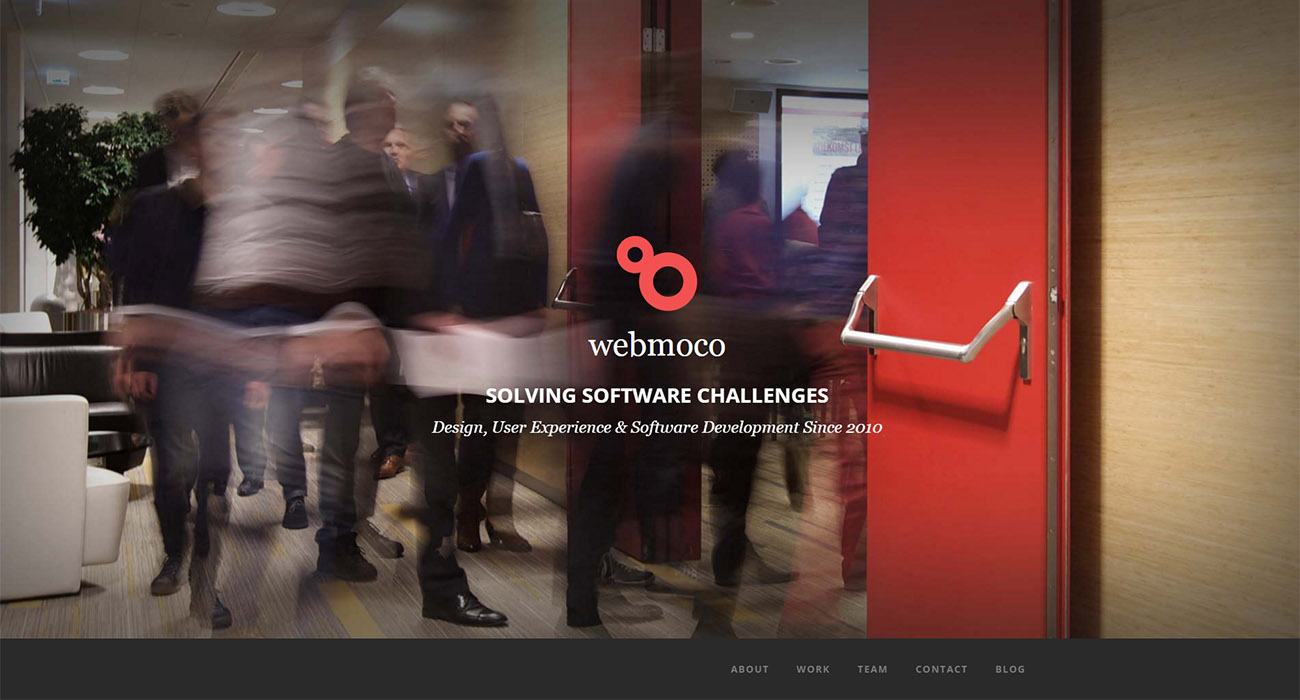 webmoco
SOLVING SOFTWARE CHALLENGES
Design, User Experience & Software Development Since 2010
ABOUT WORK TEAM CONTACT BLOG